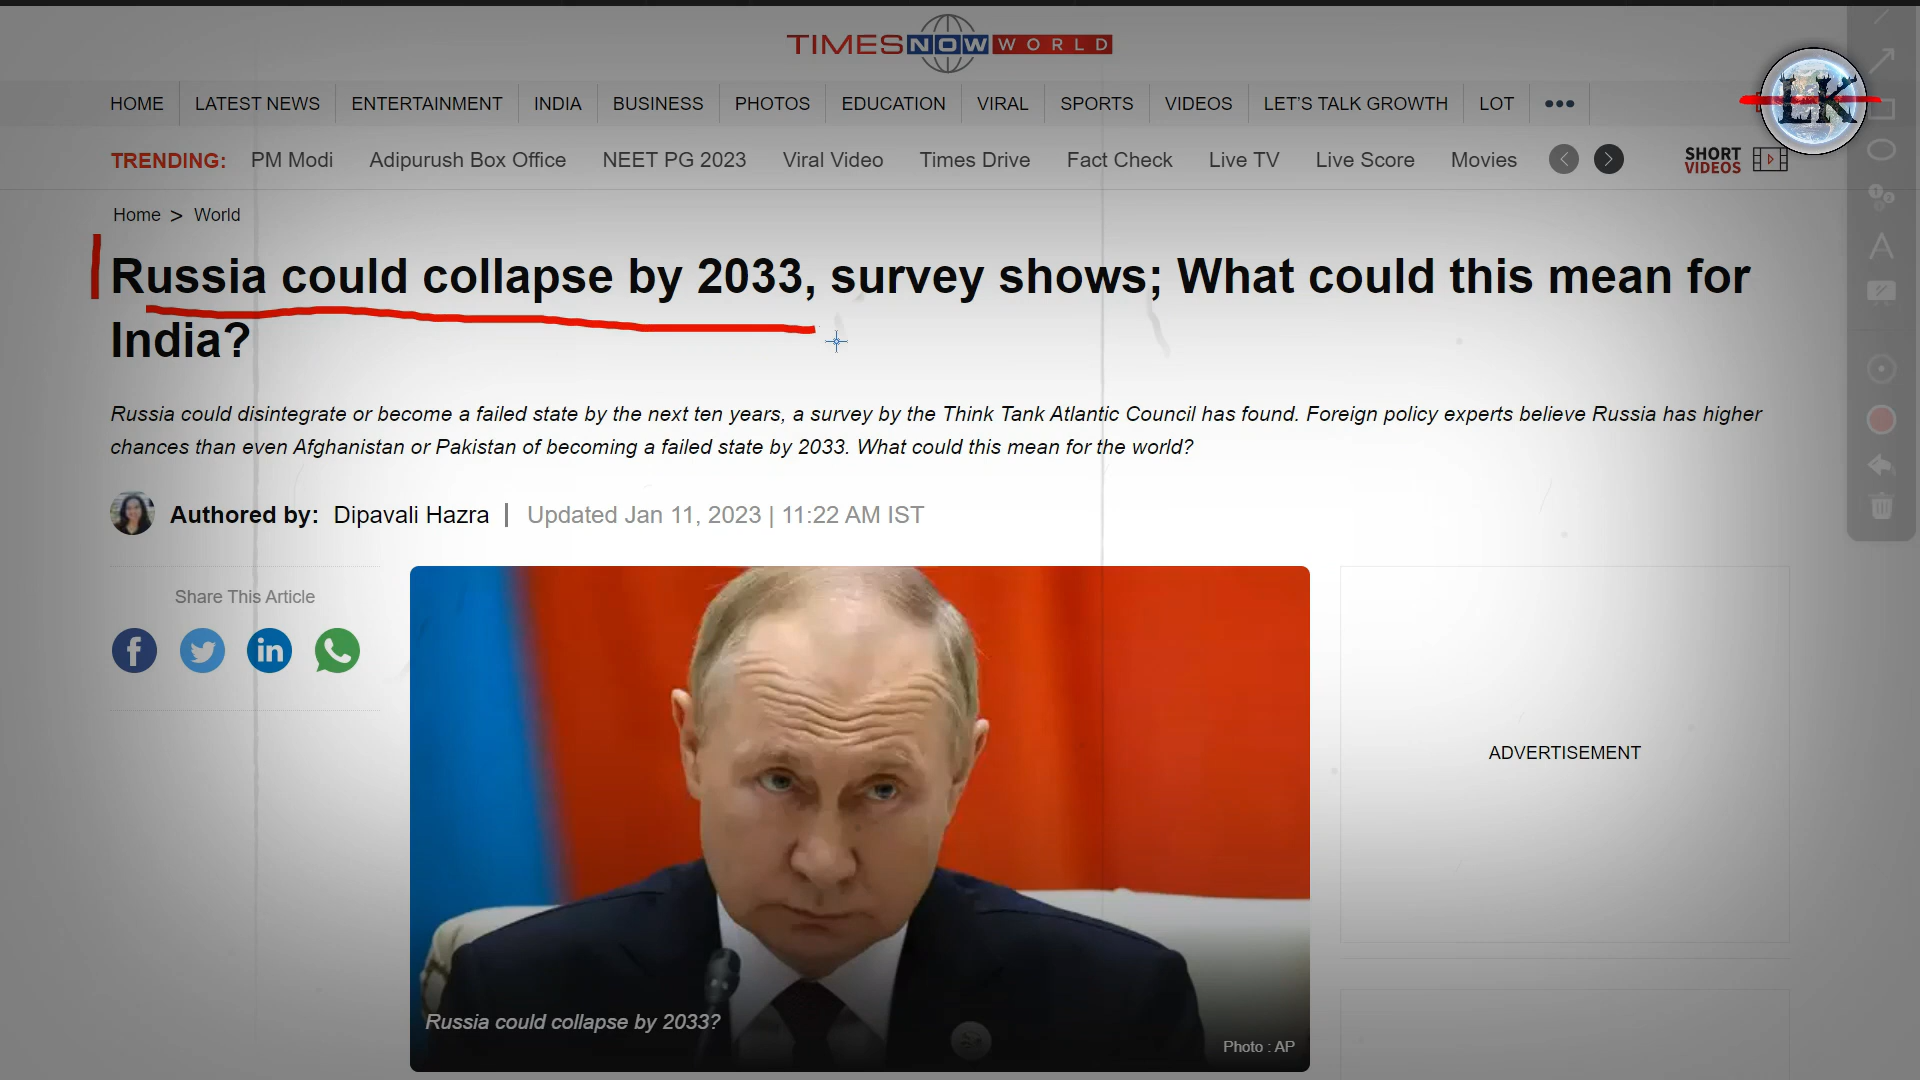 TIMES NOW WORLD
LK
HOME LATEST NEWS ENTERTAINMENT INDIA BUSINESS PHOTOS EDUCATION VIRAL SPORTS VIDEOS LET'S TALK GROWTH LOT •••
TRENDING: PM Modi Adipurush Box Office NEET PG 2023 Viral Video Times Drive Fact Check Live TV Live Score Movies
SHORT
VIDEOS
Home > World
Russia could collapse by 2033, survey shows; What could this mean for
India?
Russia could disintegrate or become a failed state by the next ten years, a survey by the Think Tank Atlantic Council has found. Foreign policy experts believe Russia has higher
chances than even Afghanistan or Pakistan of becoming a failed state by 2033. What could this mean for the world?
Authored by: Dipavali Hazra | Updated Jan 11, 2023 | 11:22 AM IST
Share This Article
ADVERTISEMENT
Russia could collapse by 2033?
Photo : AP